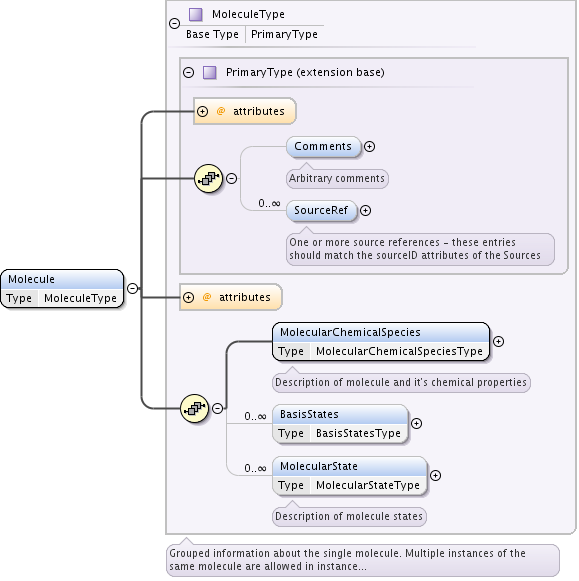 MoleculeType
Base Type PrimaryType
PrimaryType (extension base)
@ attributes
Comments
Arbitrary comments
0..∞
SourceRef
One or more source references - these entries
should match the sourceID attributes of the Sources
Molecule
Type MoleculeType
@ attributes
MolecularChemicalSpecies
Type MolecularChemicalSpeciesType
Description of molecule and it's chemical properties
0..∞
BasisStates
Type BasisStatesType
0..∞
MolecularState
Type MolecularStateType
Description of molecule states
Grouped information about the single molecule. Multiple instances of the
same molecule are allowed in instance...